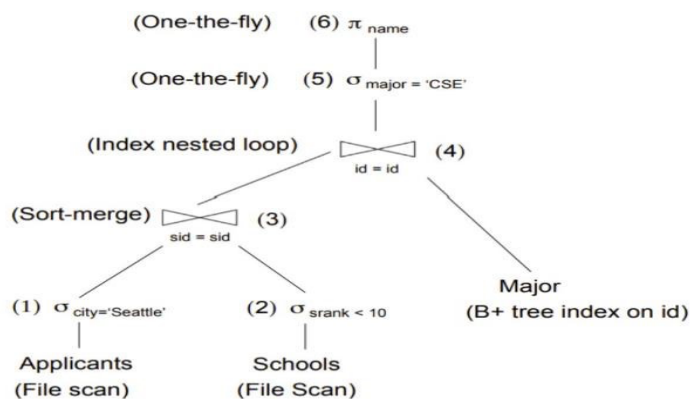 (One-the-fly) (6) π name
(One-the-fly) (5) σ major = 'CSE'
(Index nested loop) (4)
id = id
(Sort-merge) (3)
sid = sid
Major
(1) σ city='Seattle' (2) σ srank < 10 (B+ tree index on id)
Applicants Schools
(File scan) (File Scan)